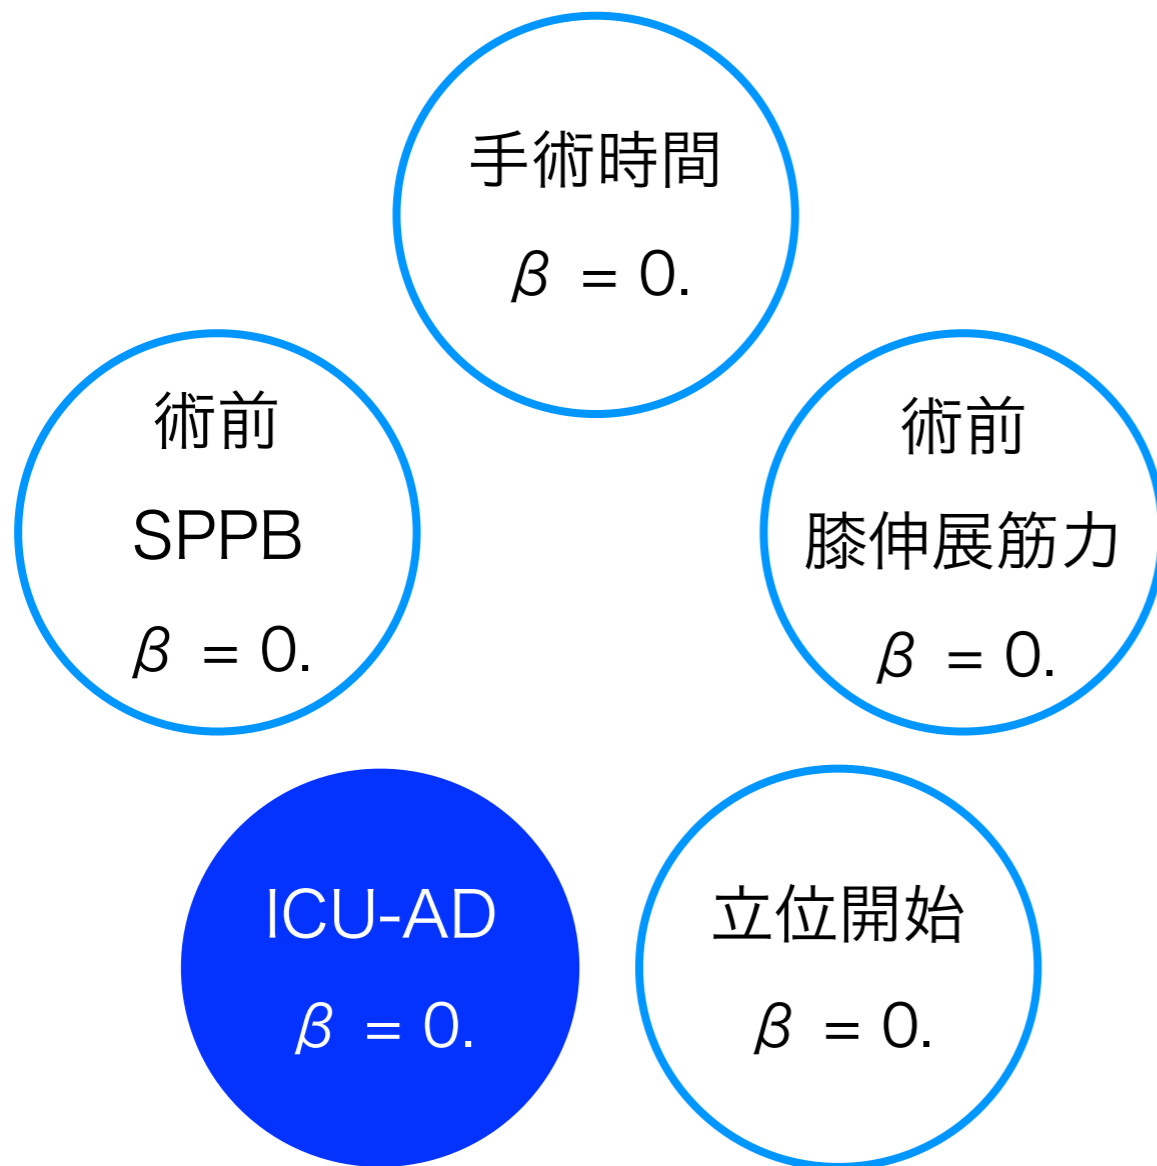 手術時間
β = 0.
術前
SPPB
β = 0.
術前
膝伸展筋力
β = 0.
ICU-AD
β = 0.
立位開始
β = 0.